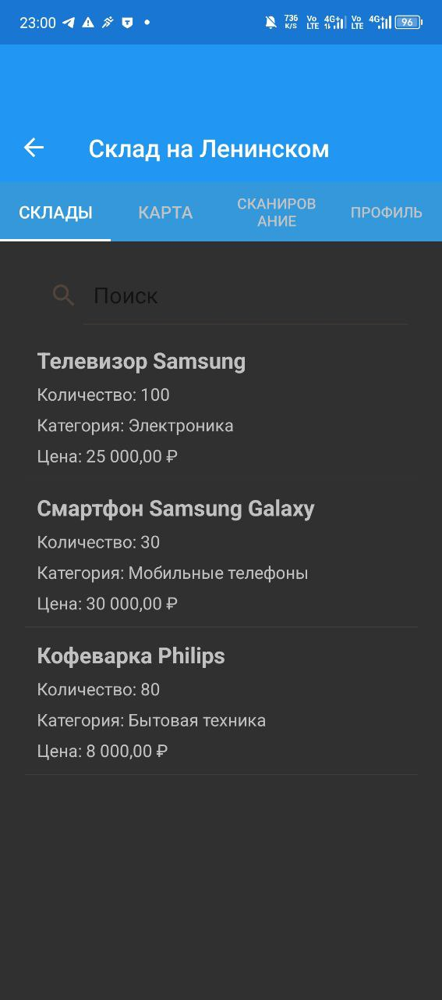 23:00 736 K/S Vo LTE 4G+ Vo LTE 4G+ 96
Склад на Ленинском
СКЛАДЫ КАРТА СКАНИРОВ АНИЕ ПРОФИЛЬ
Поиск
Телевизор Samsung
Количество: 100
Категория: Электроника
Цена: 25 000,00 ₽
Смартфон Samsung Galaxy
Количество: 30
Категория: Мобильные телефоны
Цена: 30 000,00 ₽
Кофеварка Philips
Количество: 80
Категория: Бытовая техника
Цена: 8 000,00 ₽